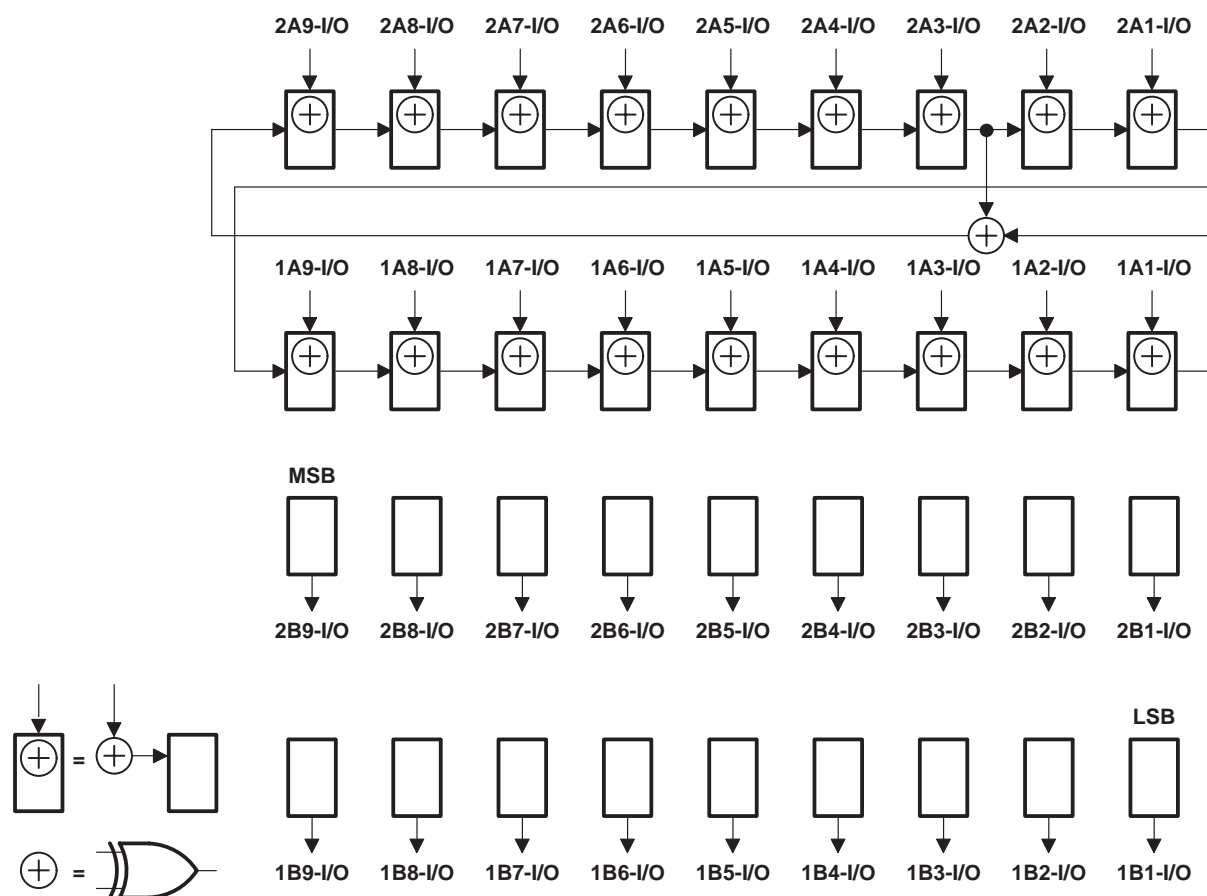 2A9-I/O 2A8-I/O 2A7-I/O 2A6-I/O 2A5-I/O 2A4-I/O 2A3-I/O 2A2-I/O 2A1-I/O
1A9-I/O 1A8-I/O 1A7-I/O 1A6-I/O 1A5-I/O 1A4-I/O 1A3-I/O 1A2-I/O 1A1-I/O
MSB
2B9-I/O 2B8-I/O 2B7-I/O 2B6-I/O 2B5-I/O 2B4-I/O 2B3-I/O 2B2-I/O 2B1-I/O
LSB
=
=
1B9-I/O 1B8-I/O 1B7-I/O 1B6-I/O 1B5-I/O 1B4-I/O 1B3-I/O 1B2-I/O 1B1-I/O